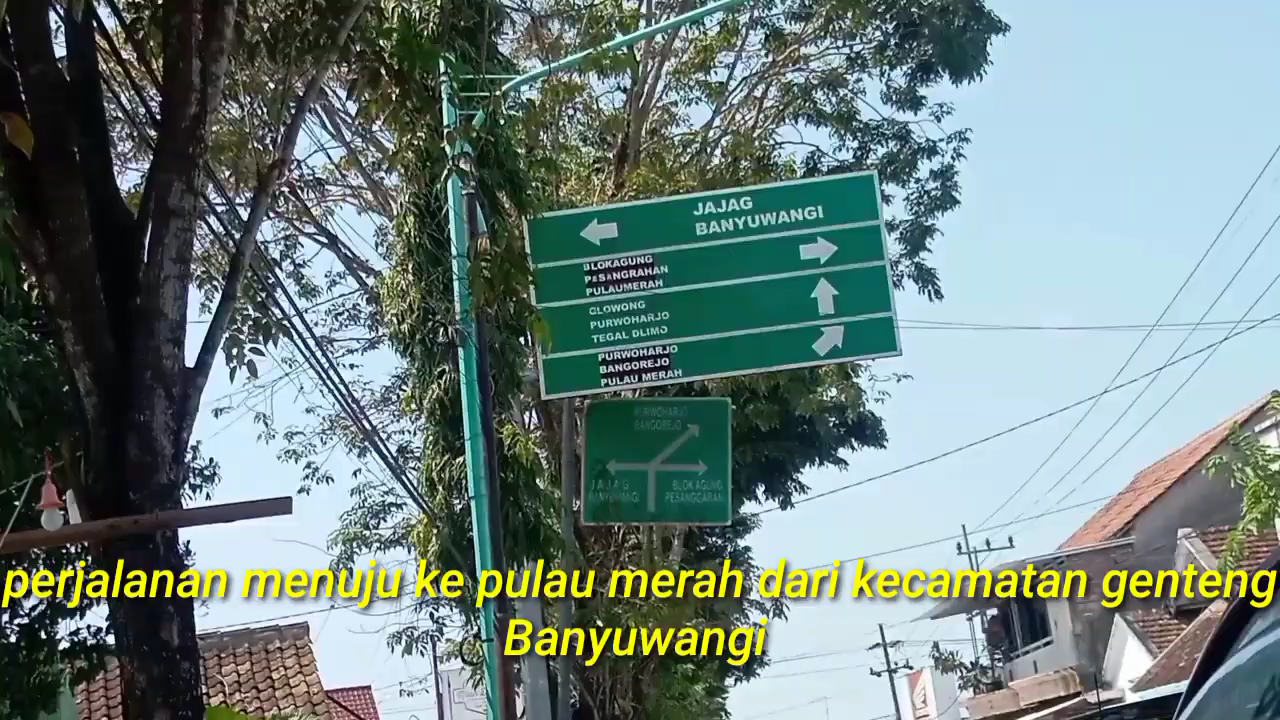 JAJAG
BANYUWANGI
BLOKAGUNG
PESANGRAHAN
PULAUMERAH
GLOWONG
PURWOHARJO
TEGAL DLIMO
PURWOHARJO
BANGOREJO
PULAU MERAH
PURWOHARJO
BANGOREJO
JAJAG
BANYUWANGI
BLOK AGUNG
PESANGGARAN
perjalanan menuju ke pulau merah dari kecamatan genteng
Banyuwangi